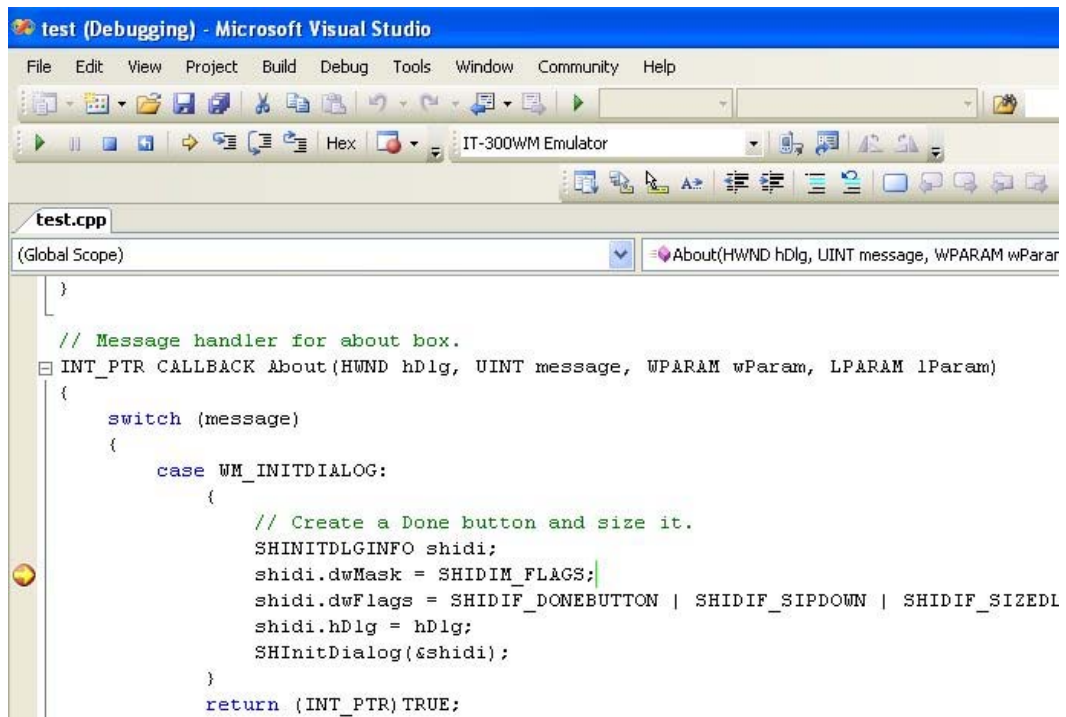 test (Debugging) - Microsoft Visual Studio
File Edit View Project Build Debug Tools Window Community Help
Hex IT-300WM Emulator
test.cpp
(Global Scope) About(HWND hDlg, UINT message, WPARAM wParar
}
// Message handler for about box.
INT_PTR CALLBACK About(HWND hDlg, UINT message, WPARAM wParam, LPARAM lParam)
{
switch (message)
{
case WM_INITDIALOG:
{
// Create a Done button and size it.
SHINITDLGINFO shidi;
shidi.dwMask = SHIDIM_FLAGS;
shidi.dwFlags = SHIDIF_DONEBUTTON | SHIDIF_SIPDOWN | SHIDIF_SIZEDL
shidi.hDlg = hDlg;
SHInitDialog(&shidi);
}
return (INT_PTR)TRUE;